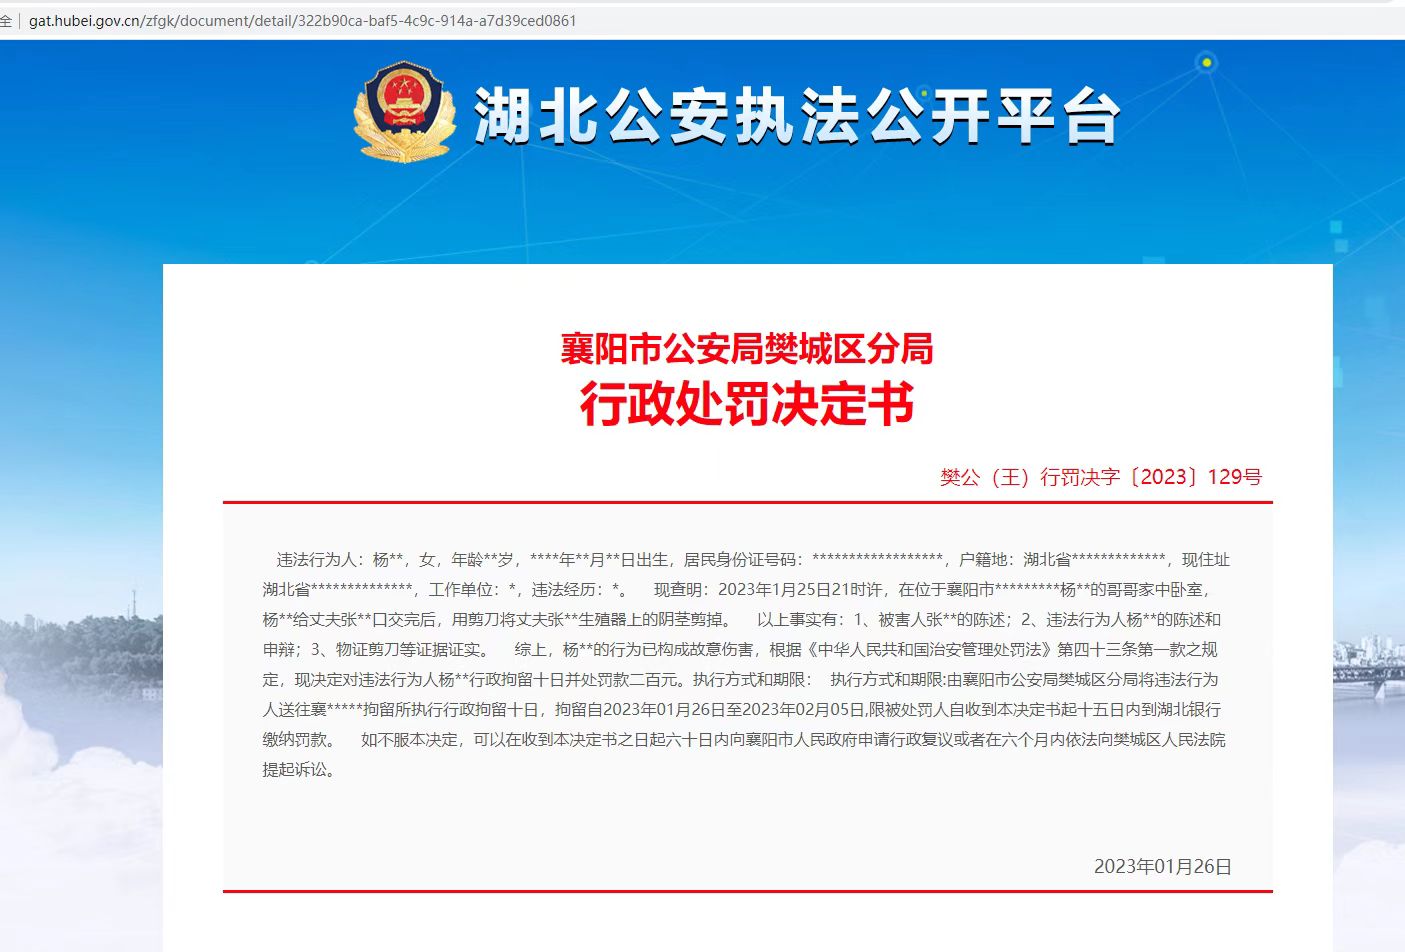 全 gat.hubei.gov.cn/zfgk/document/detail/322b90ca-baf5-4c9c-914a-a7d39ced0861
湖北公安执法公开平台
襄阳市公安局樊城区分局
行政处罚决定书
樊公（王）行罚决字〔2023〕129号
违法行为人：杨**，女，年龄**岁，****年**月**日出生，居民身份证号码：******************，户籍地：湖北省*************，现住址
湖北省**************，工作单位：*，违法经历：*。 现查明：2023年1月25日21时许，在位于襄阳市*********杨**的哥哥家中卧室，
杨**给丈夫张**口交完后，用剪刀将丈夫张**生殖器上的阴茎剪掉。 以上事实有：1、被害人张**的陈述；2、违法行为人杨**的陈述和
申辩；3、物证剪刀等证据证实。 综上，杨**的行为已构成故意伤害，根据《中华人民共和国治安管理处罚法》第四十三条第一款之规
定，现决定对违法行为人杨**行政拘留十日并处罚款二百元。执行方式和期限： 执行方式和期限:由襄阳市公安局樊城区分局将违法行为
人送往襄*****拘留所执行行政拘留十日，拘留自2023年01月26日至2023年02月05日,限被处罚人自收到本决定书起十五日内到湖北银行
缴纳罚款。 如不服本决定，可以在收到本决定书之日起六十日内向襄阳市人民政府申请行政复议或者在六个月内依法向樊城区人民法院
提起诉讼。
2023年01月26日